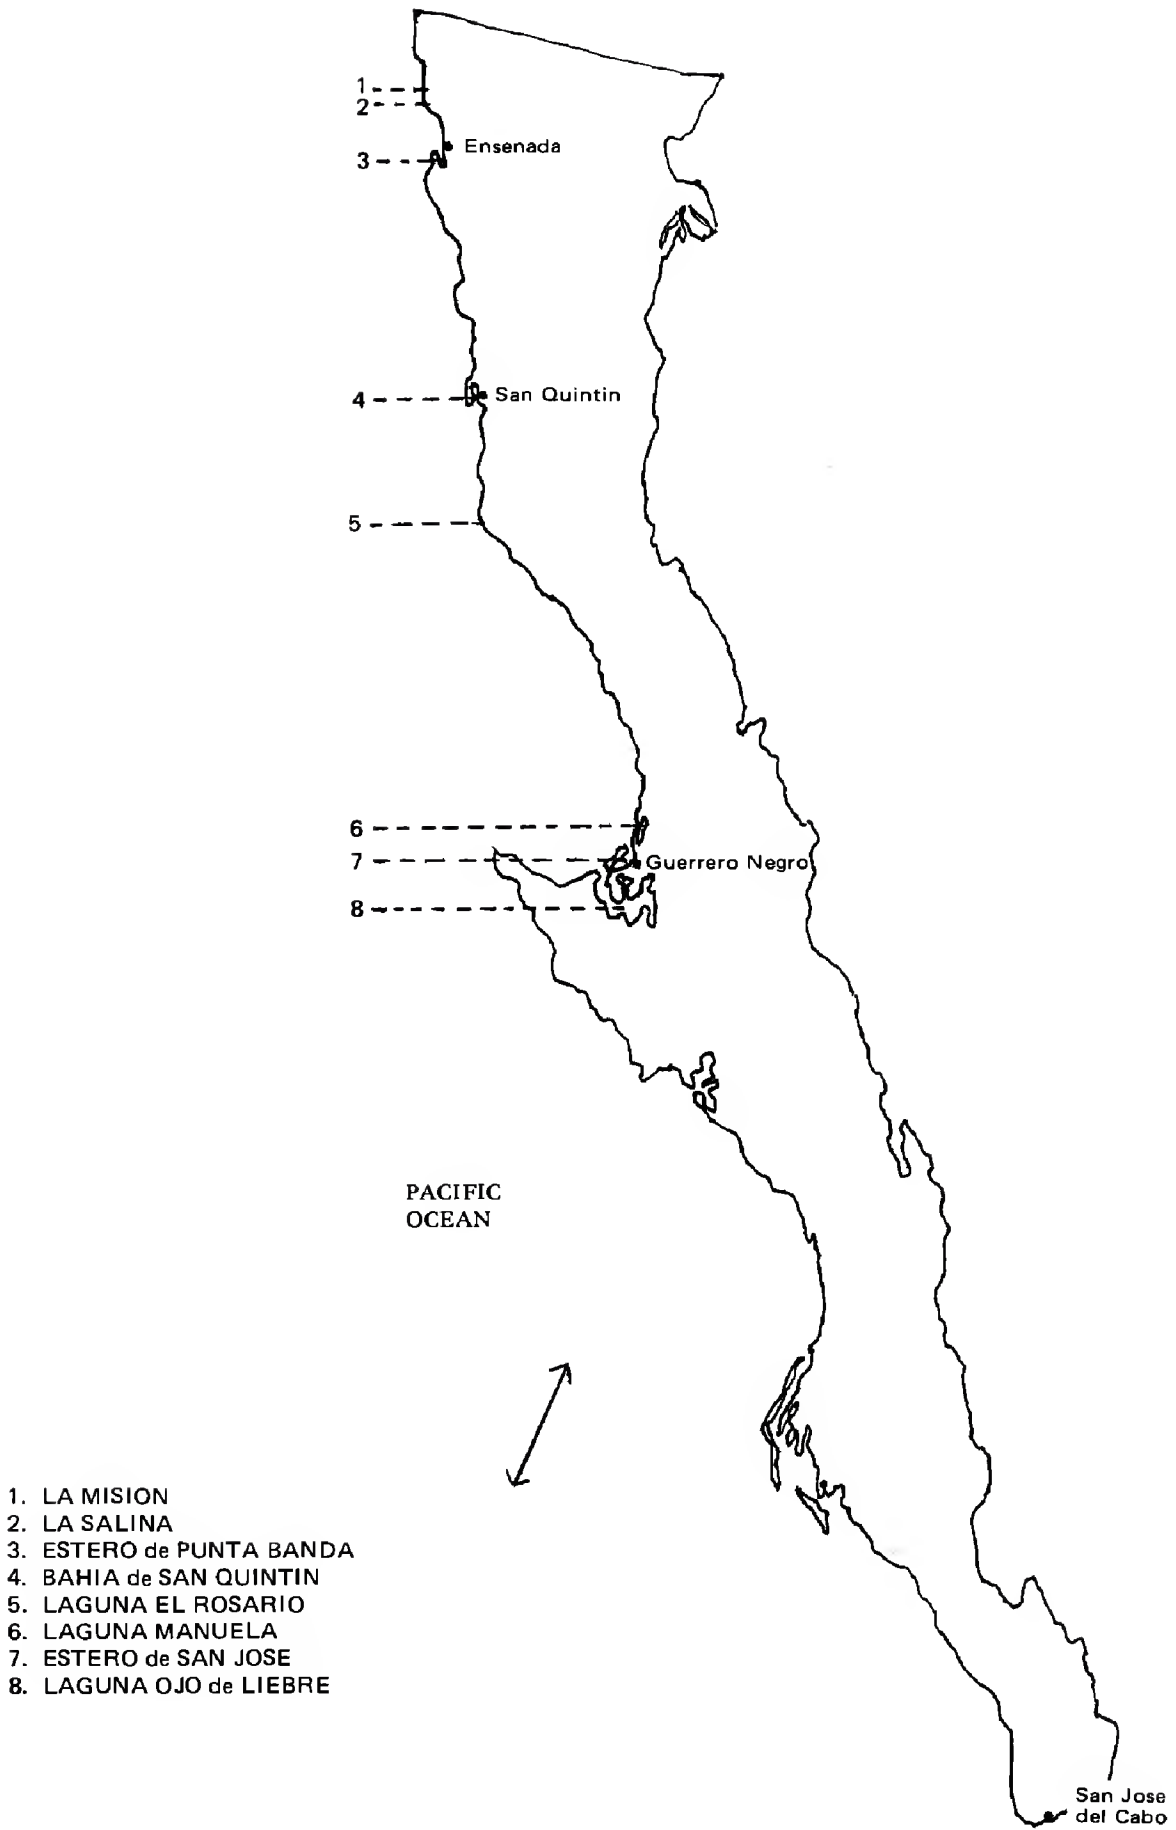 1
2
Ensenada
3
4
San Quintin
5
6
7
Guerrero Negro
8
PACIFIC
OCEAN
1. LA MISION
2. LA SALINA
3. ESTERO de PUNTA BANDA
4. BAHIA de SAN QUINTIN
5. LAGUNA EL ROSARIO
6. LAGUNA MANUELA
7. ESTERO de SAN JOSE
8. LAGUNA OJO de LIEBRE
San Jose
del Cabo